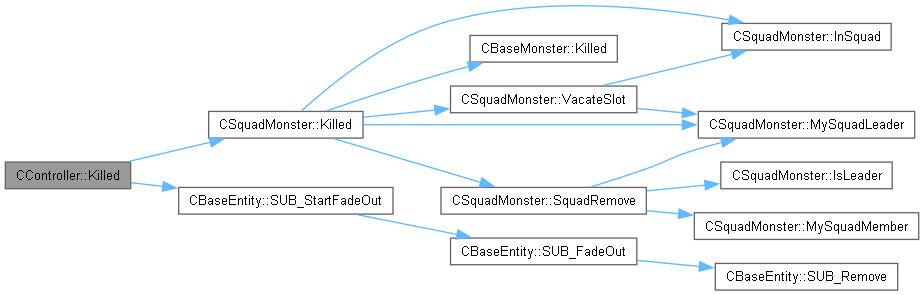 CSquadMonster::InSquad
CBaseMonster::Killed
CSquadMonster::VacateSlot
CSquadMonster::Killed
CSquadMonster::MySquadLeader
CController::Killed
CSquadMonster::IsLeader
CBaseEntity::SUB_StartFadeOut
CSquadMonster::SquadRemove
CSquadMonster::MySquadMember
CBaseEntity::SUB_FadeOut
CBaseEntity::SUB_Remove